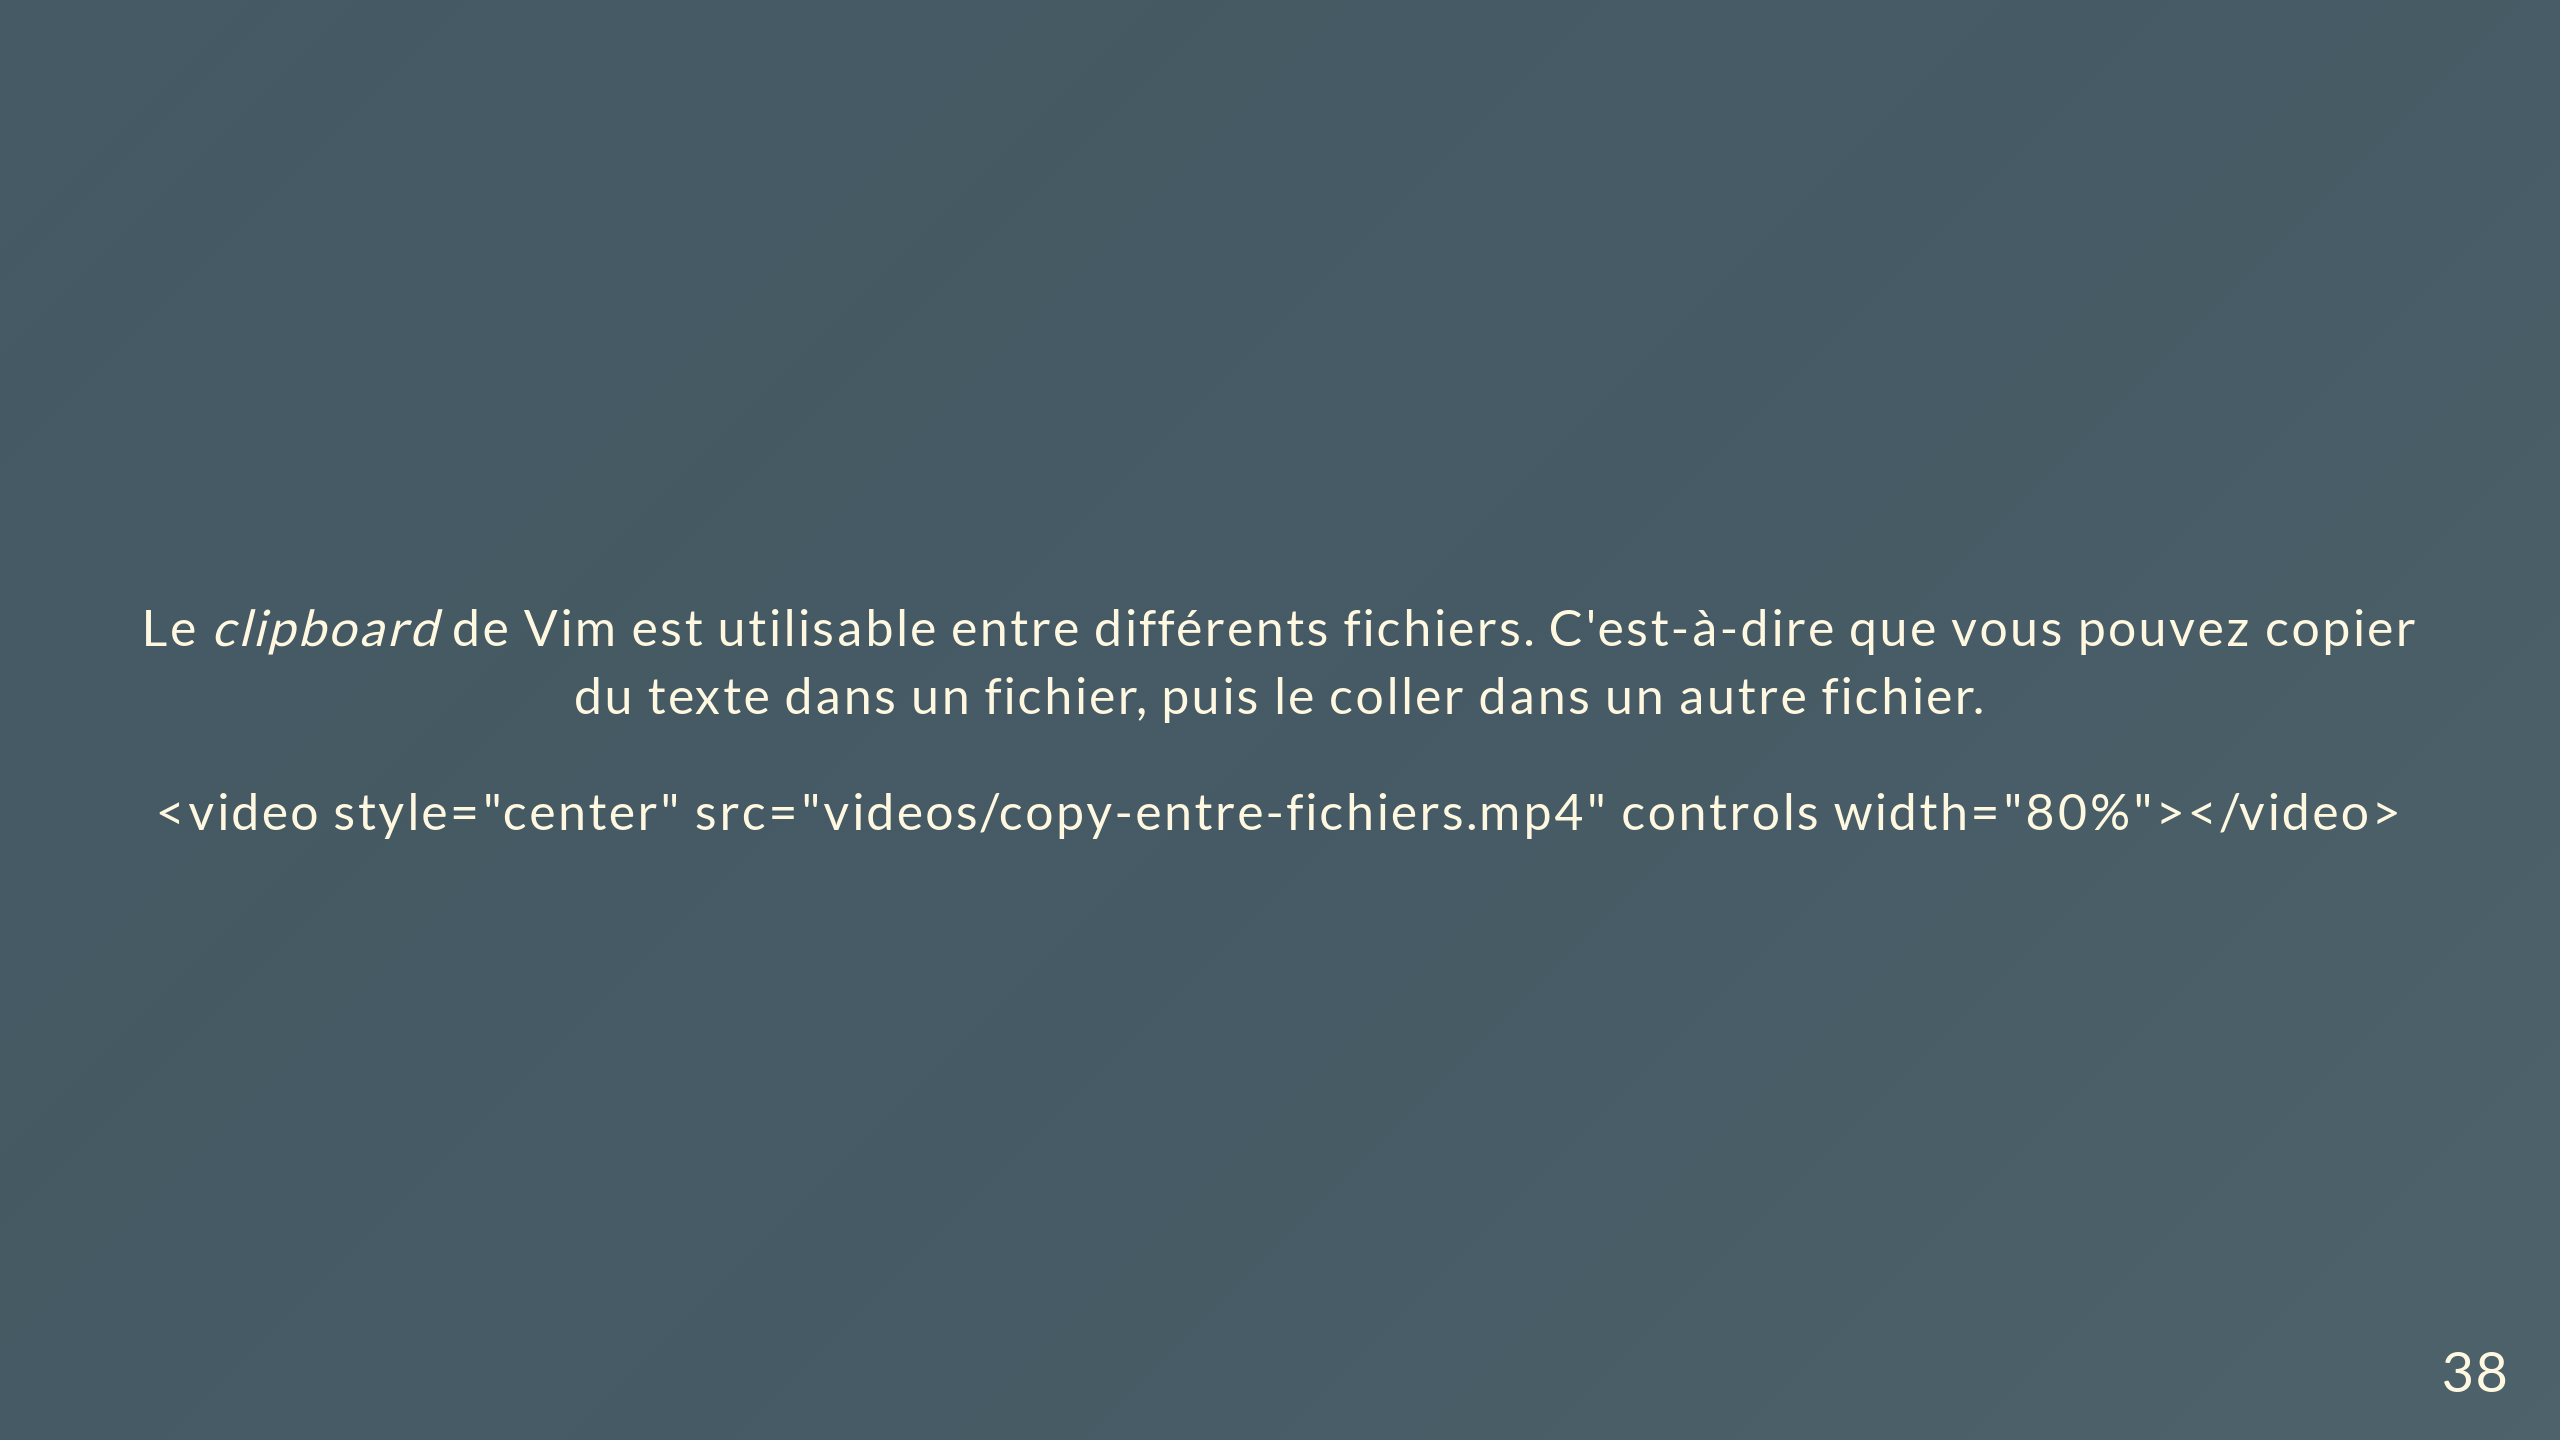 Le clipboard de Vim est utilisable entre différents fichiers. C'est-à-dire que vous pouvez copier
du texte dans un fichier, puis le coller dans un autre fichier.
<video style="center" src="videos/copy-entre-fichiers.mp4" controls width="80%"></video>
38